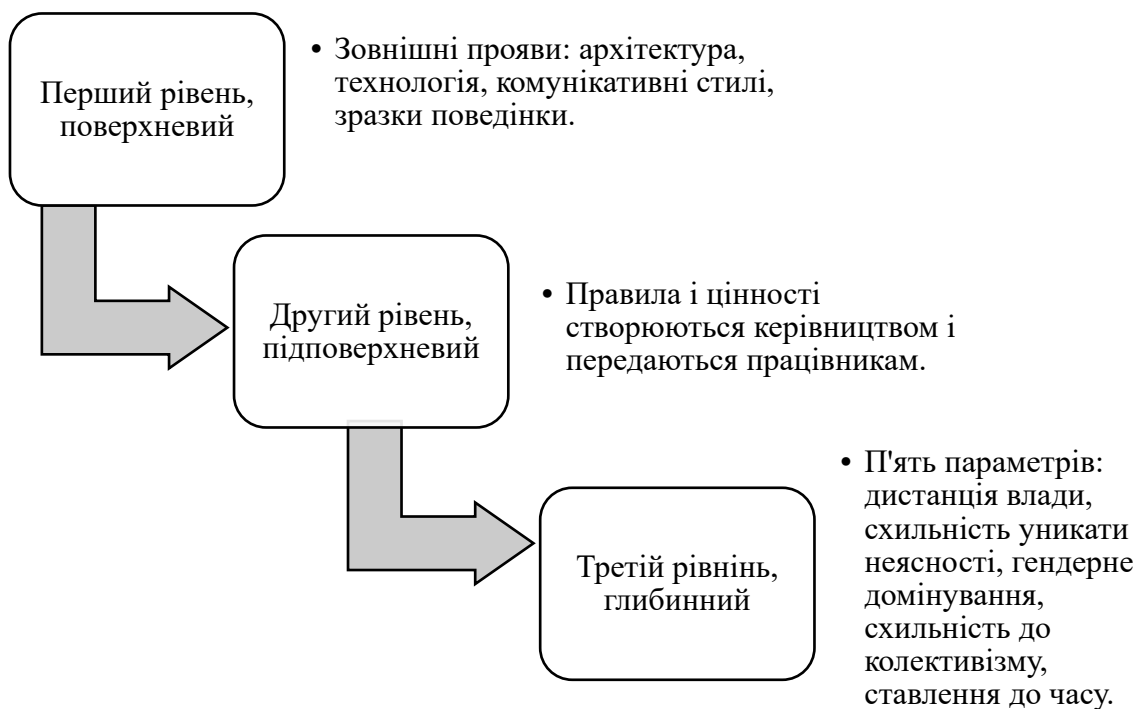 Перший рівень,
поверхневий
• Зовнішні прояви: архітектура,
технологія, комунікативні стилі,
зразки поведінки.
Другий рівень,
підповерхневий
• Правила і цінності
створюються керівництвом і
передаються працівникам.
Третій рівнінь,
глибинний
• П'ять параметрів:
дистанція влади,
схильність уникати
неясності, гендерне
домінування,
схильність до
колективізму,
ставлення до часу.